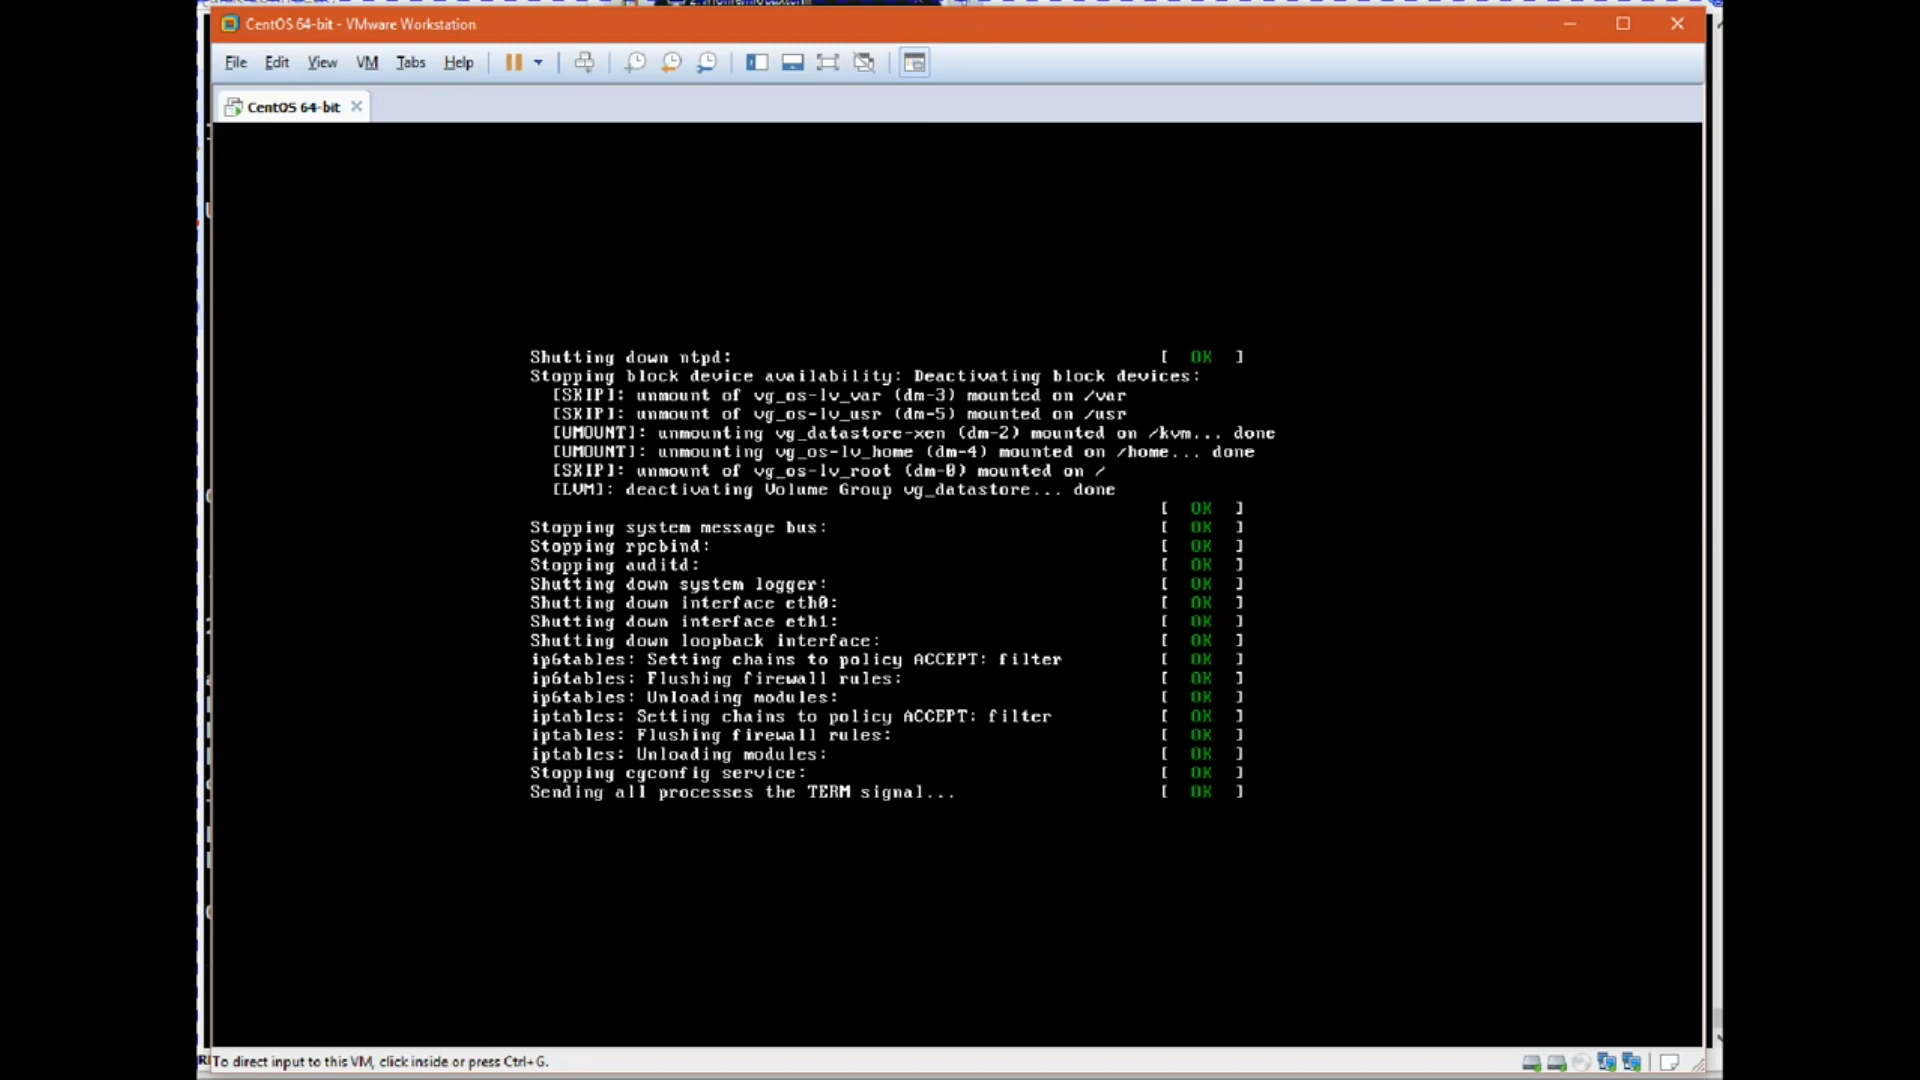 CentOS 64-bit - VMware Workstation
File Edit View VM Tabs Help
CentOS 64-bit
Shutting down ntpd: [ OK ]
Stopping block device availability: Deactivating block devices:
[SKIP]: unmount of vg_os-lv_var (dm-3) mounted on /var
[SKIP]: unmount of vg_os-lv_usr (dm-5) mounted on /usr
[UMOUNT]: unmounting vg_datastore-xen (dm-2) mounted on /kvm... done
[UMOUNT]: unmounting vg_os-lv_home (dm-4) mounted on /home... done
[SKIP]: unmount of vg_os-lv_root (dm-0) mounted on /
[LVM]: deactivating Volume Group vg_datastore... done
[ OK ]
Stopping system message bus: [ OK ]
Stopping rpcbind: [ OK ]
Stopping auditd: [ OK ]
Shutting down system logger: [ OK ]
Shutting down interface eth0: [ OK ]
Shutting down interface eth1: [ OK ]
Shutting down loopback interface: [ OK ]
ip6tables: Setting chains to policy ACCEPT: filter [ OK ]
ip6tables: Flushing firewall rules: [ OK ]
ip6tables: Unloading modules: [ OK ]
iptables: Setting chains to policy ACCEPT: filter [ OK ]
iptables: Flushing firewall rules: [ OK ]
iptables: Unloading modules: [ OK ]
Stopping cgconfig service: [ OK ]
Sending all processes the TERM signal... [ OK ]
To direct input to this VM, click inside or press Ctrl+G.